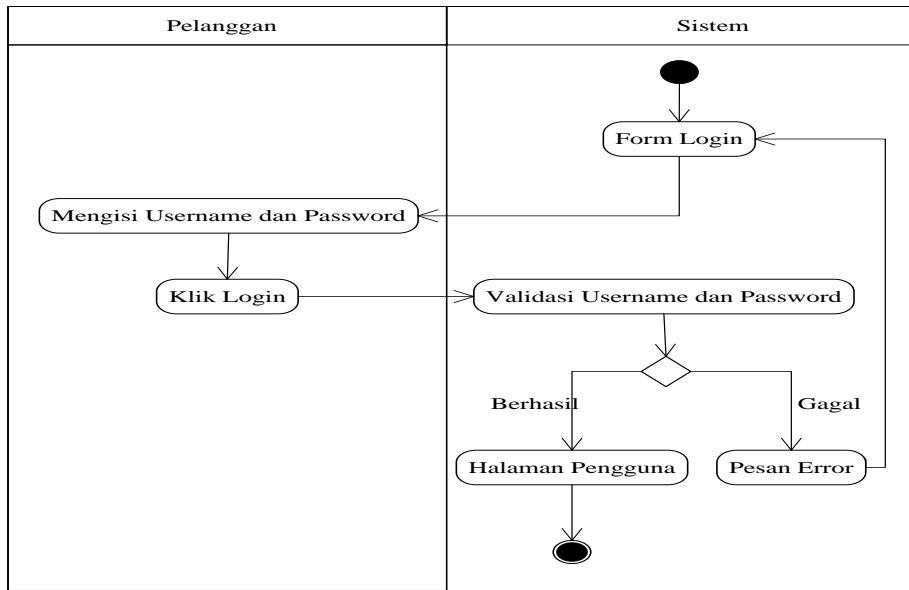 Pelanggan
Sistem
Form Login
Mengisi Username dan Password
Klik Login
Validasi Username dan Password
Berhasil
Gagal
Halaman Pengguna
Pesan Error